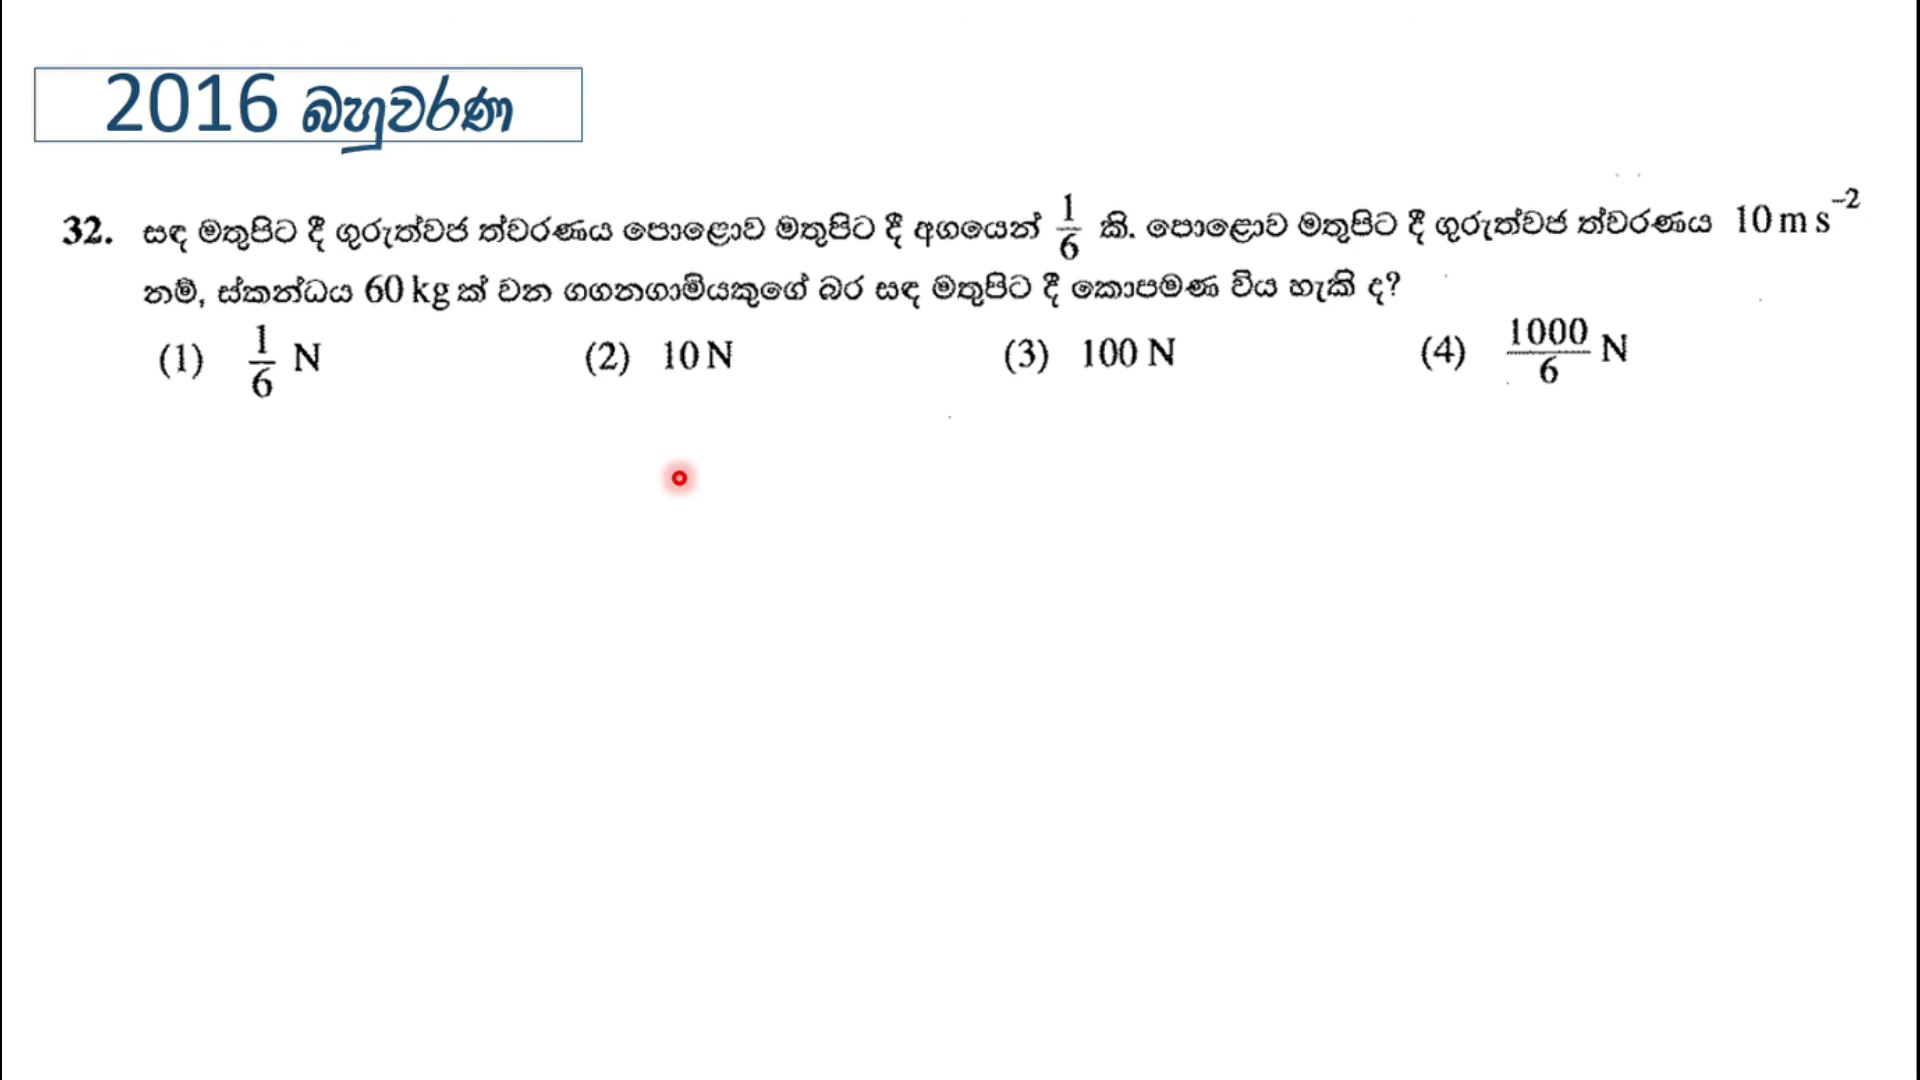 2016 බහුවරණ
32. සඳ මතුපිට දී ගුරුත්වජ ත්වරණය පොළොව මතුපිට දී අගයෙන් 1/6 කි. පොළොව මතුපිට දී ගුරුත්වජ ත්වරණය 10 m s⁻²
නම්, ස්කන්ධය 60 kg ක් වන ගගනගාමියකුගේ බර සඳ මතුපිට දී කොපමණ විය හැකි ද?
(1) 1/6 N (2) 10 N (3) 100 N (4) 1000/6 N